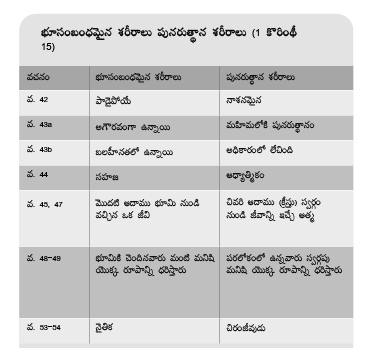 భూసంబంధమైన శరీరాలు పునరుత్థాన శరీరాలు (1 కొరింథీ
15)
వచనం భూసంబంధమైన శరీరాలు పునరుత్థాన శరీరాలు
వ. 42 పాడైపోయే నాశనమైన
వ. 43a అగౌరవంగా ఉన్నాయి మహిమలోకి పునరుత్థానం
వ. 43b బలహీనతలో ఉన్నాయి అధికారంలో లేచింది
వ. 44 సహజ ఆధ్యాత్మికం
వ. 45, 47 మొదటి అదాము భూమి నుండి చివరి అదాము (క్రీస్తు) స్వర్గం
వచ్చిన ఒక జీవి నుండి జీవాన్ని ఇచ్చే ఆత్మ
వ. 48-49 భూమికి చెందినవారు మంటి మనిషి పరలోకంలో ఉన్నవారు స్వర్గపు
యొక్క రూపాన్ని ధరిస్తారు మనిషి యొక్క రూపాన్ని ధరిస్తారు
వ. 53-54 నైతిక చిరంజీవుడు